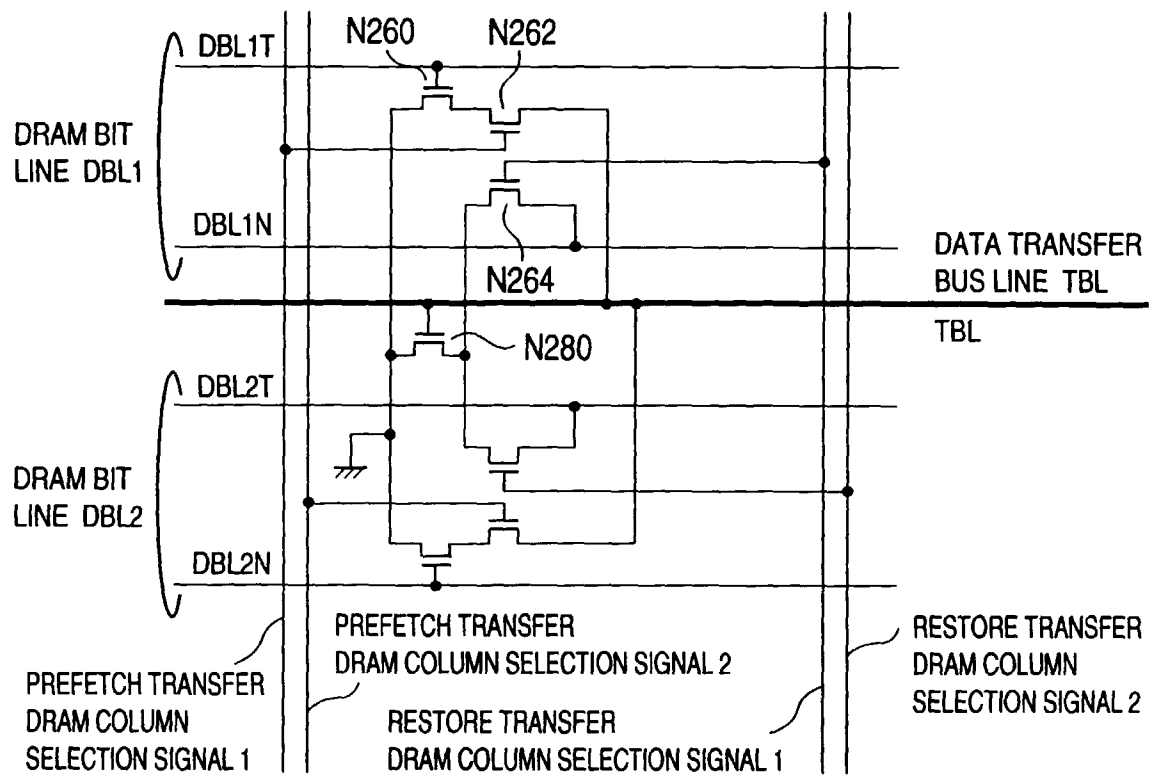 N260
N262
DBL1T
DRAM BIT
LINE DBL1
DBL1N
N264
DATA TRANSFER
BUS LINE TBL
TBL
N280
DBL2T
DRAM BIT
LINE DBL2
DBL2N
PREFETCH TRANSFER
DRAM COLUMN SELECTION SIGNAL 2
RESTORE TRANSFER
DRAM COLUMN
SELECTION SIGNAL 2
PREFETCH TRANSFER
DRAM COLUMN
SELECTION SIGNAL 1
RESTORE TRANSFER
DRAM COLUMN SELECTION SIGNAL 1